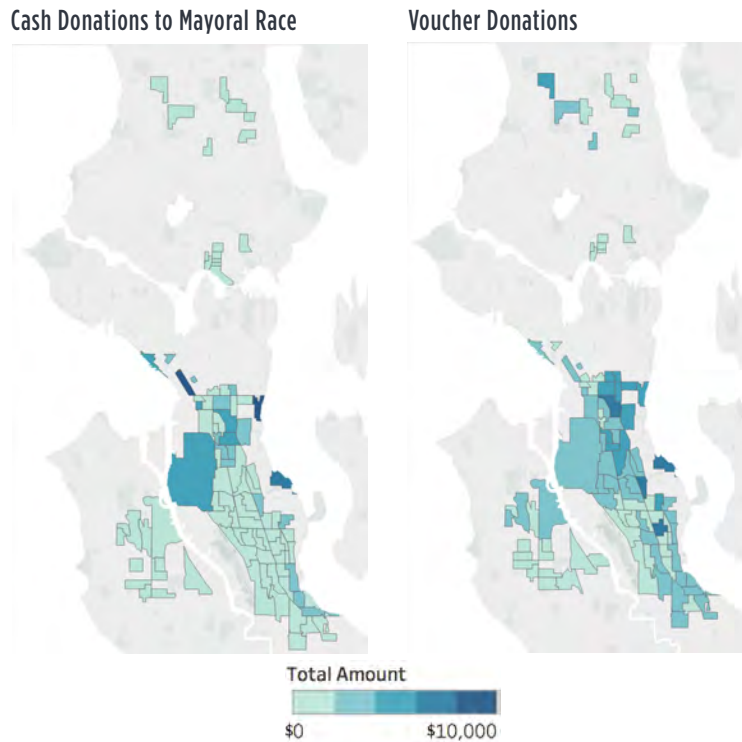 Cash Donations to Mayoral Race
Voucher Donations
Total Amount
$0
$10,000